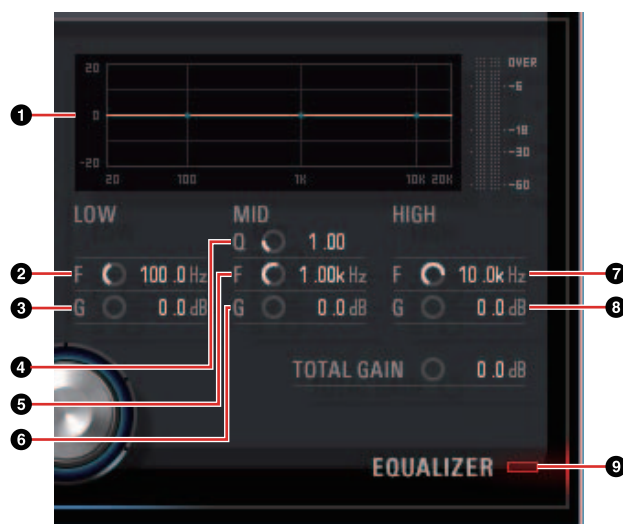 20
0
-20
20 100 1K 10K 20K
OVER
-6
-18
-30
-60
LOW MID HIGH
Q 1.00
F 100.0 Hz F 1.00k Hz F 10.0k Hz
G 0.0 dB G 0.0 dB G 0.0 dB
TOTAL GAIN 0.0 dB
EQUALIZER
1
2
3
4
5
6
7
8
9